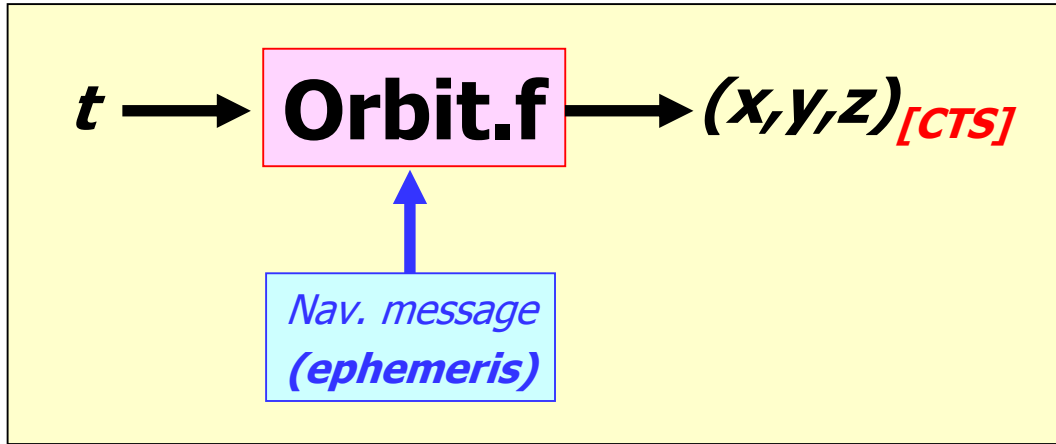 t Orbit.f (x,y,z)[CTS]
Nav. message
(ephemeris)